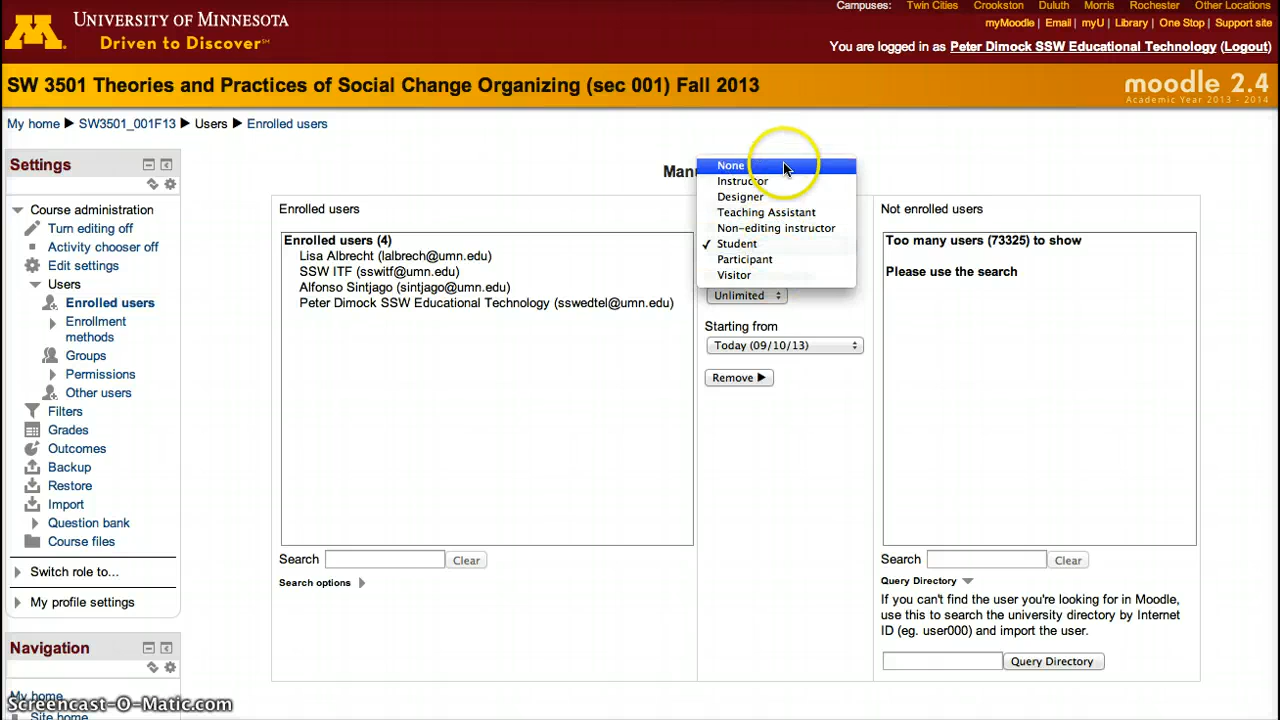 UNIVERSITY OF MINNESOTA
Driven to Discover℠
Campuses: Twin Cities Crookston Duluth Morris Rochester Other Locations
myMoodle | Email | myU | Library | One Stop | Support site
You are logged in as Peter Dimock SSW Educational Technology (Logout)
SW 3501 Theories and Practices of Social Change Organizing (sec 001) Fall 2013
moodle 2.4
Academic Year 2013 - 2014
My home ▶ SW3501_001F13 ▶ Users ▶ Enrolled users
Settings
Course administration
Turn editing off
Activity chooser off
Edit settings
Users
Enrolled users
Enrollment
methods
Groups
Permissions
Other users
Filters
Grades
Outcomes
Backup
Restore
Import
Question bank
Course files
Switch role to...
My profile settings
Navigation
My home
Site home
Enrolled users
Enrolled users (4)
Lisa Albrecht (lalbrech@umn.edu)
SSW ITF (sswitf@umn.edu)
Alfonso Sintjago (sintjago@umn.edu)
Peter Dimock SSW Educational Technology (sswedtel@umn.edu)
Search
Clear
Search options
None
Instructor
Designer
Teaching Assistant
Non-editing instructor
✓ Student
Participant
Visitor
Unlimited
Starting from
Today (09/10/13)
Remove ▶
Not enrolled users
Too many users (73325) to show
Please use the search
Search
Clear
Query Directory
If you can't find the user you're looking for in Moodle,
use this to search the university directory by Internet
ID (eg. user000) and import the user.
Query Directory
Screencast-O-Matic.com